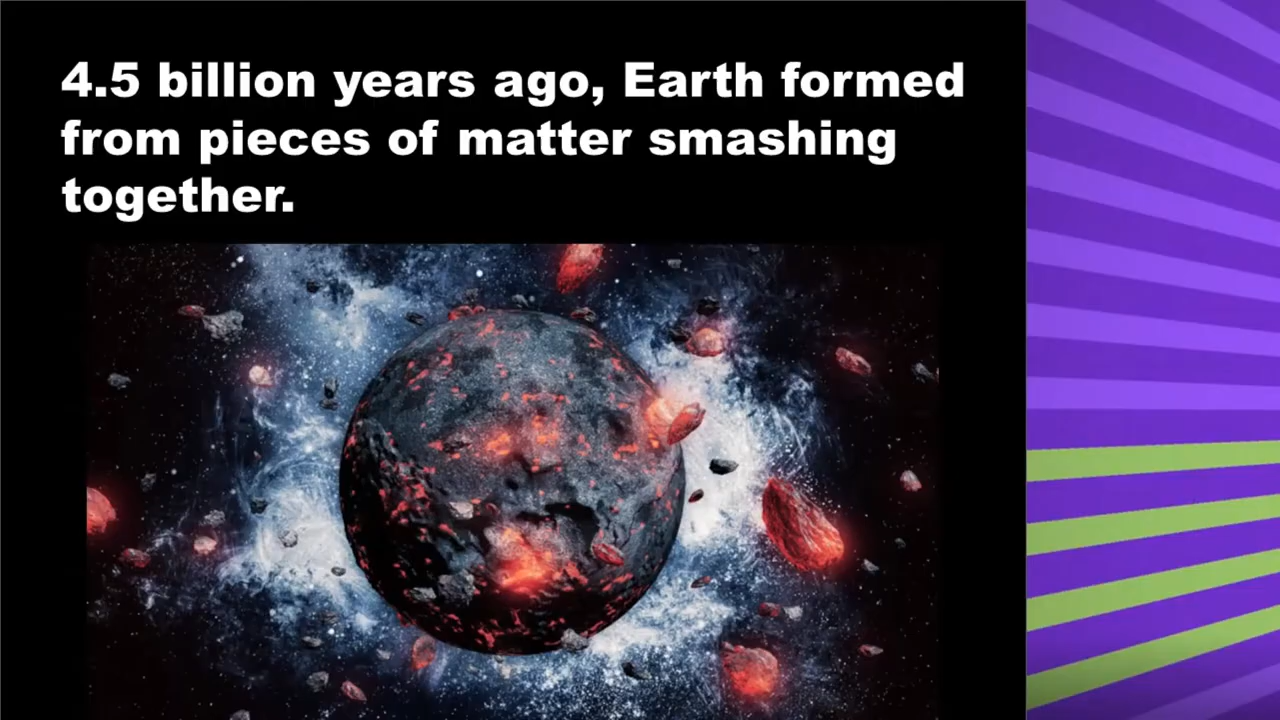 4.5 billion years ago, Earth formed
from pieces of matter smashing
together.